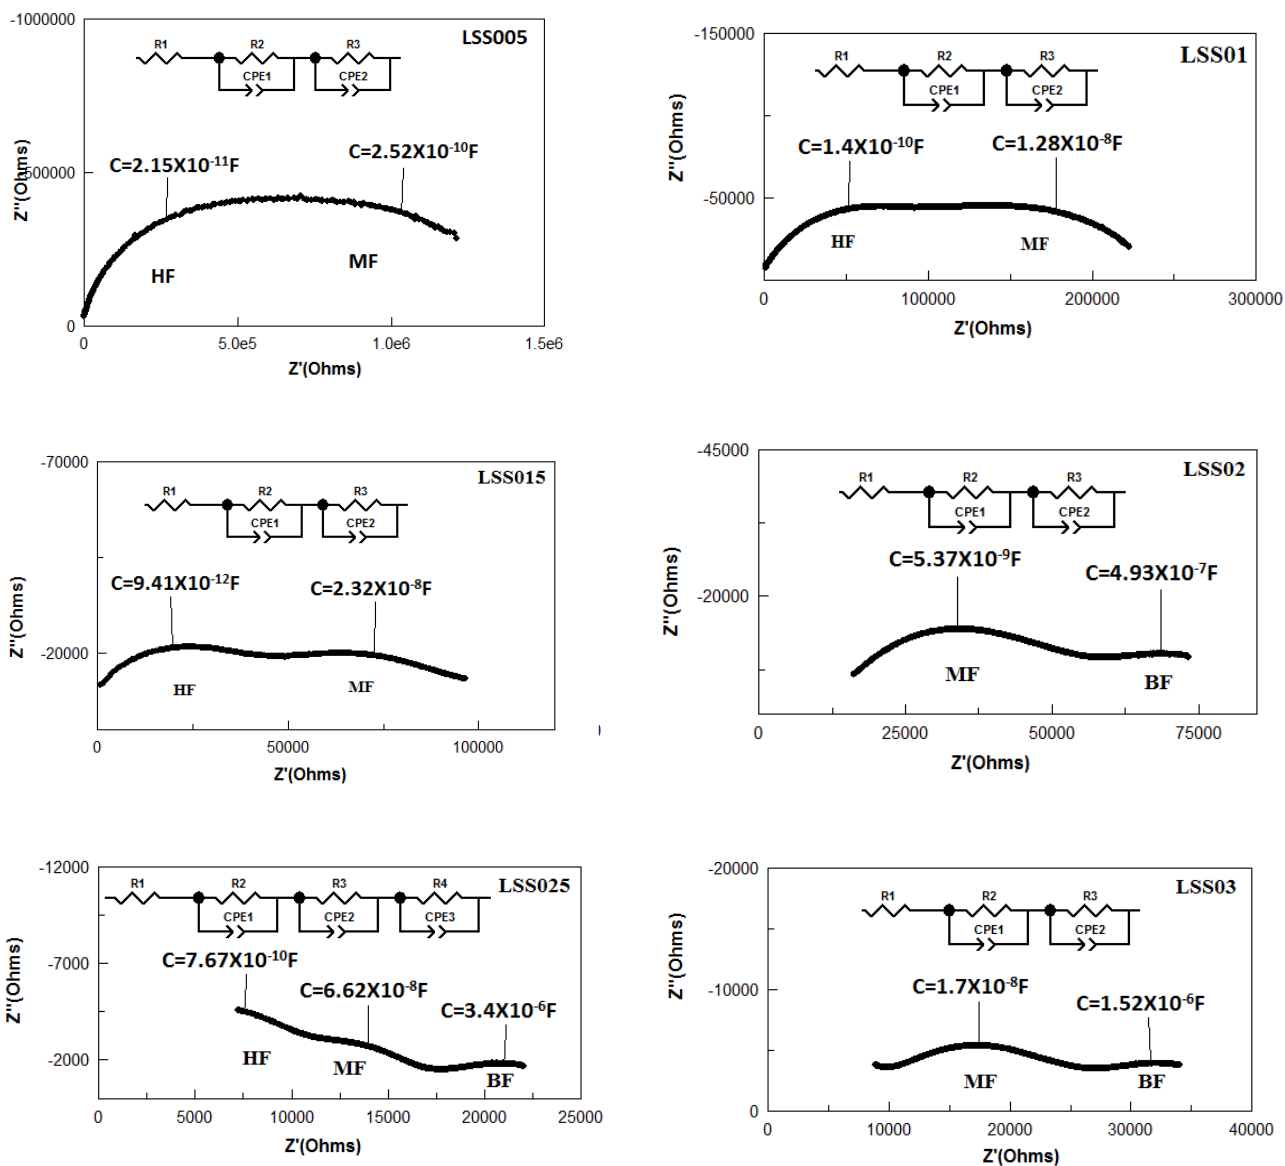 -1000000
LSS005
R1 R2 R3
CPE1 CPE2
C=2.15X10-11F
C=2.52X10-10F
-500000
Z''(Ohms)
HF
MF
0
0 5.0e5 1.0e6 1.5e6
Z'(Ohms)
-150000
LSS01
R1 R2 R3
CPE1 CPE2
C=1.4X10-10F
C=1.28X10-8F
Z''(Ohms)
-50000
HF
MF
0 100000 200000 300000
Z'(Ohms)
-70000
LSS015
R1 R2 R3
CPE1 CPE2
C=9.41X10-12F
C=2.32X10-8F
Z''(Ohms)
-20000
HF
MF
0 50000 100000
Z'(Ohms)
-45000
LSS02
R1 R2 R3
CPE1 CPE2
C=5.37X10-9F
C=4.93X10-7F
-20000
Z''(Ohms)
MF
BF
0 25000 50000 75000
Z'(Ohms)
-12000
LSS025
R1 R2 R3 R4
CPE1 CPE2 CPE3
C=7.67X10-10F
-7000
C=6.62X10-8F
C=3.4X10-6F
Z''(Ohms)
HF
MF
BF
-2000
0 5000 10000 15000 20000 25000
Z'(Ohms)
-20000
LSS03
R1 R2 R3
CPE1 CPE2
C=1.7X10-8F
C=1.52X10-6F
-10000
Z''(Ohms)
MF
BF
0
0 10000 20000 30000 40000
Z'(Ohms)